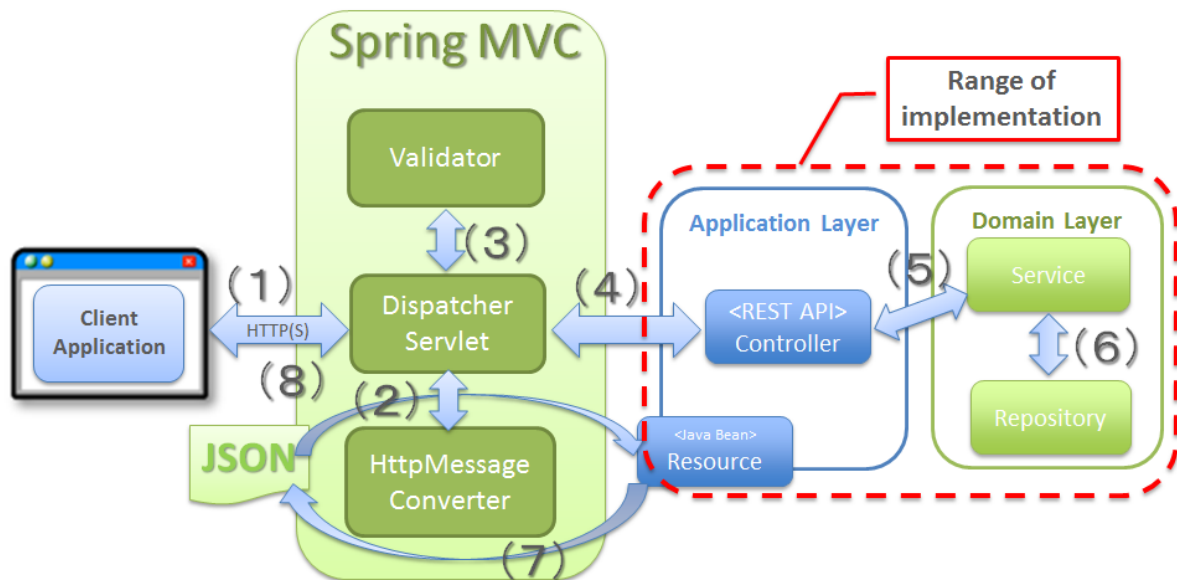 Spring MVC
Range of
implementation
Validator
Application Layer
Domain Layer
(3)
(1)
(4)
(5)
Service
Client
Application
HTTP(S)
Dispatcher
Servlet
<REST API>
Controller
(8)
(2)
(6)
Repository
JSON
HttpMessage
Converter
<Java Bean>
Resource
(7)